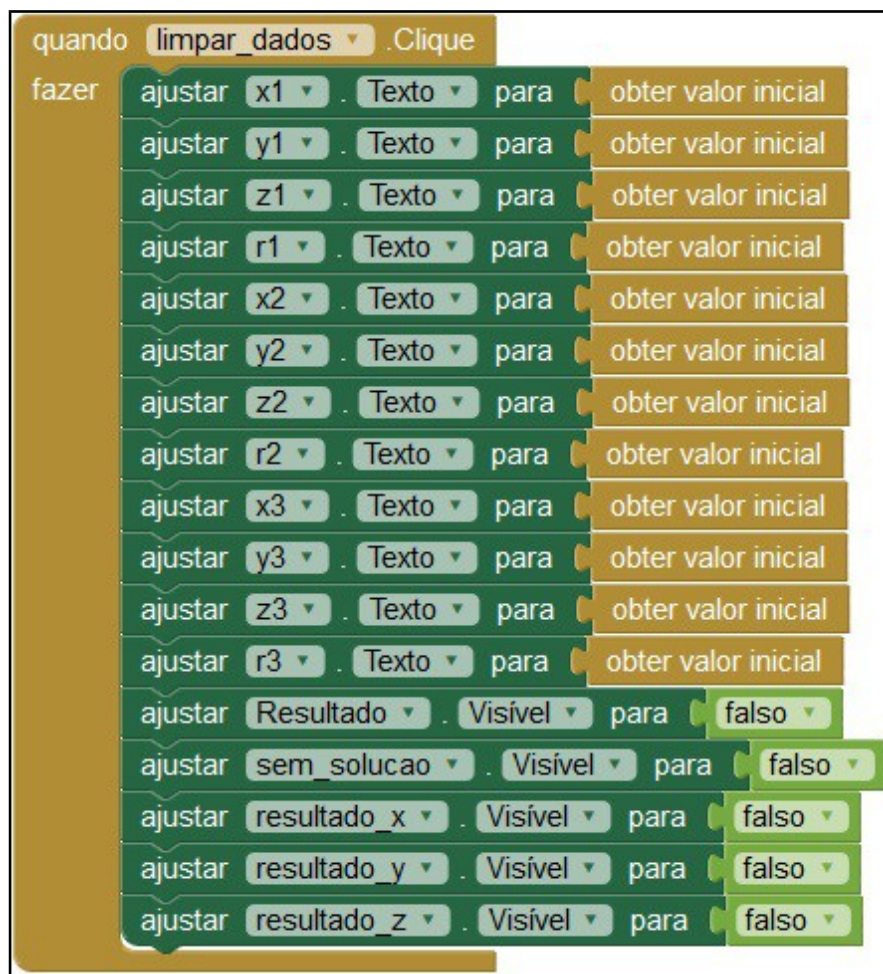 quando limpar_dados .Clique
fazer ajustar x1 . Texto para obter valor inicial
ajustar y1 . Texto para obter valor inicial
ajustar z1 . Texto para obter valor inicial
ajustar r1 . Texto para obter valor inicial
ajustar x2 . Texto para obter valor inicial
ajustar y2 . Texto para obter valor inicial
ajustar z2 . Texto para obter valor inicial
ajustar r2 . Texto para obter valor inicial
ajustar x3 . Texto para obter valor inicial
ajustar y3 . Texto para obter valor inicial
ajustar z3 . Texto para obter valor inicial
ajustar r3 . Texto para obter valor inicial
ajustar Resultado . Visível para falso
ajustar sem_solucao . Visível para falso
ajustar resultado_x . Visível para falso
ajustar resultado_y . Visível para falso
ajustar resultado_z . Visível para falso